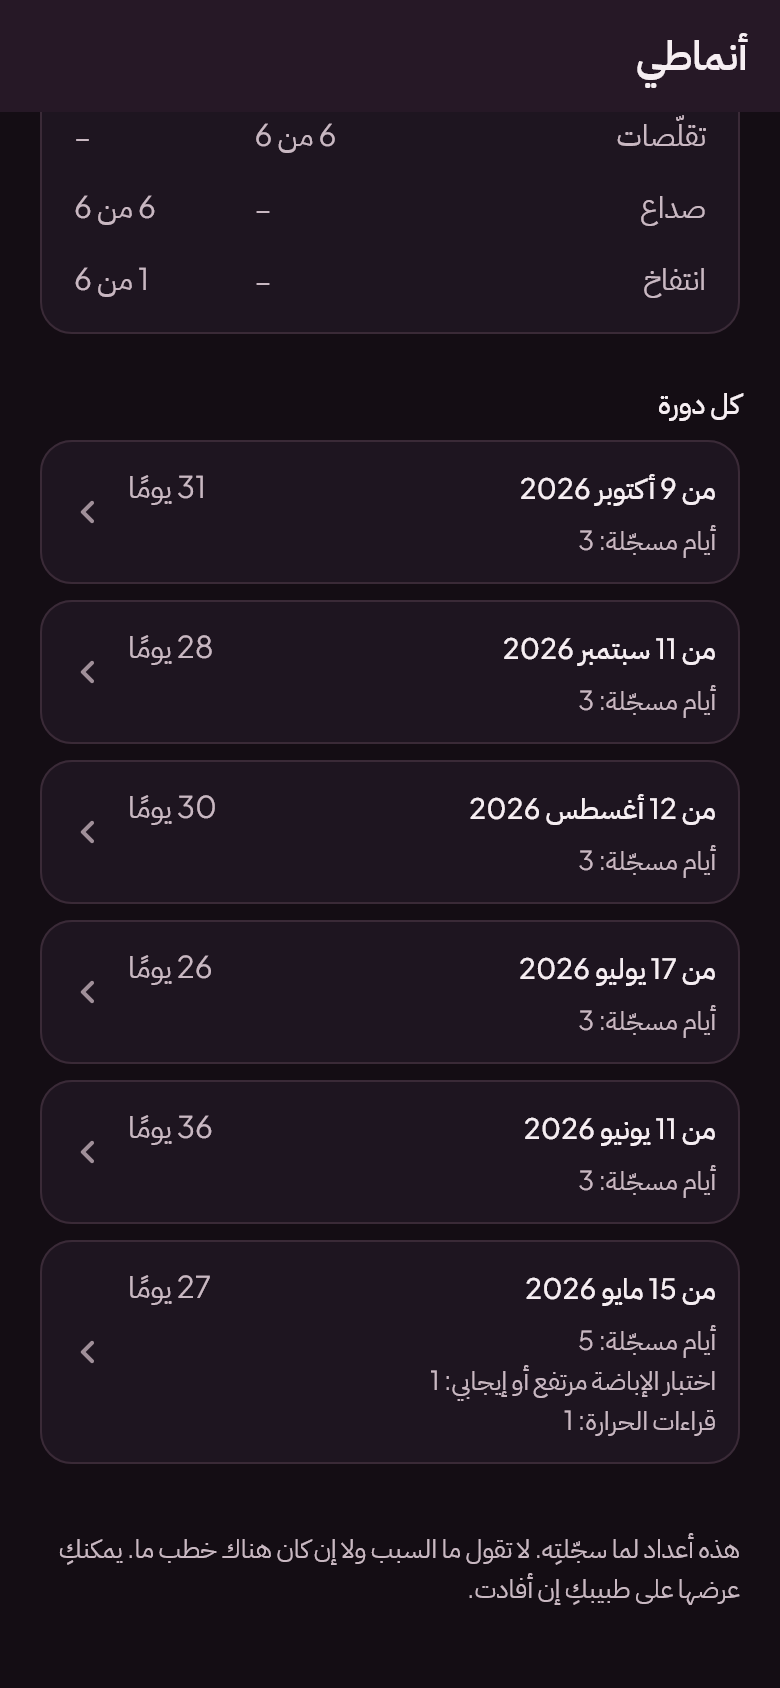 أنماطي
تقلّصات 6 من 6 –
صداع – 6 من 6
انتفاخ – 1 من 6
كل دورة
من 9 أكتوبر 2026 31 يومًا
أيام مسجّلة: 3
من 11 سبتمبر 2026 28 يومًا
أيام مسجّلة: 3
من 12 أغسطس 2026 30 يومًا
أيام مسجّلة: 3
من 17 يوليو 2026 26 يومًا
أيام مسجّلة: 3
من 11 يونيو 2026 36 يومًا
أيام مسجّلة: 3
من 15 مايو 2026 27 يومًا
أيام مسجّلة: 5
اختبار الإباضة مرتفع أو إيجابي: 1
قراءات الحرارة: 1
هذه أعداد لما سجّلتِه. لا تقول ما السبب ولا إن كان هناك خطب ما. يمكنكِ
عرضها على طبيبكِ إن أفادت.